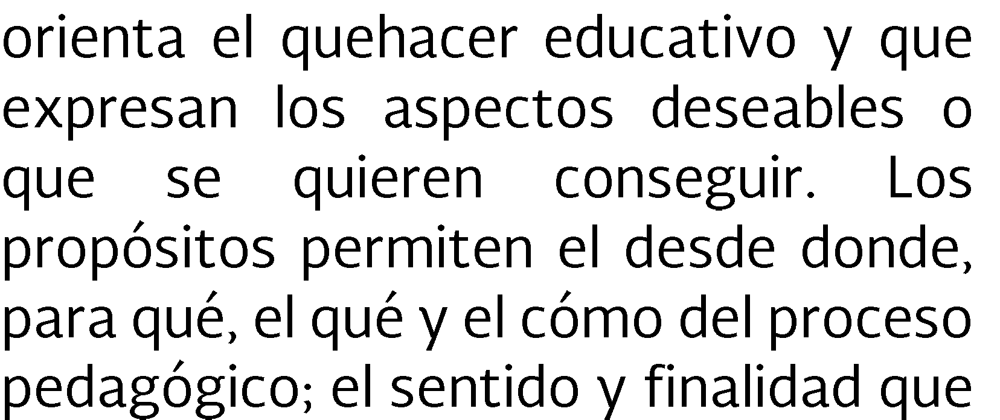 orienta el quehacer educativo y que
expresan los aspectos deseables o
que se quieren conseguir. Los
propósitos permiten el desde donde,
para qué, el qué y el cómo del proceso
pedagógico; el sentido y finalidad que